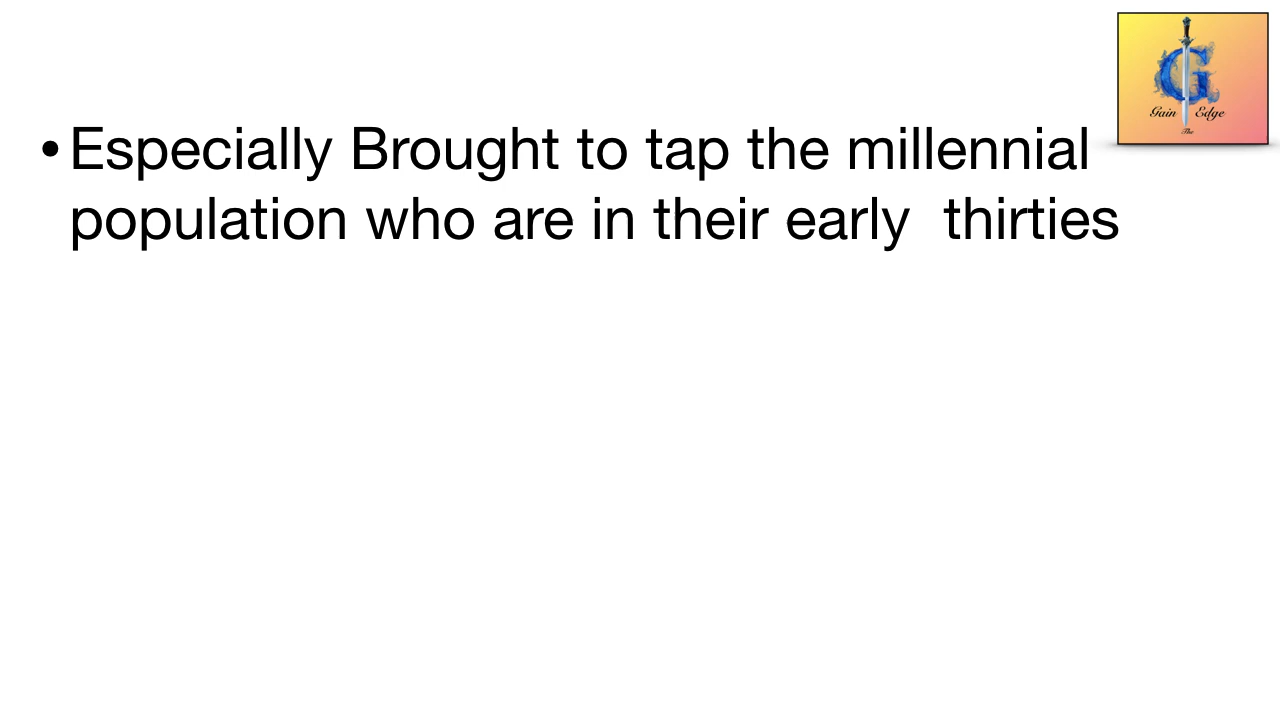 • Especially Brought to tap the millennial
population who are in their early  thirties
G
Gain Edge
The